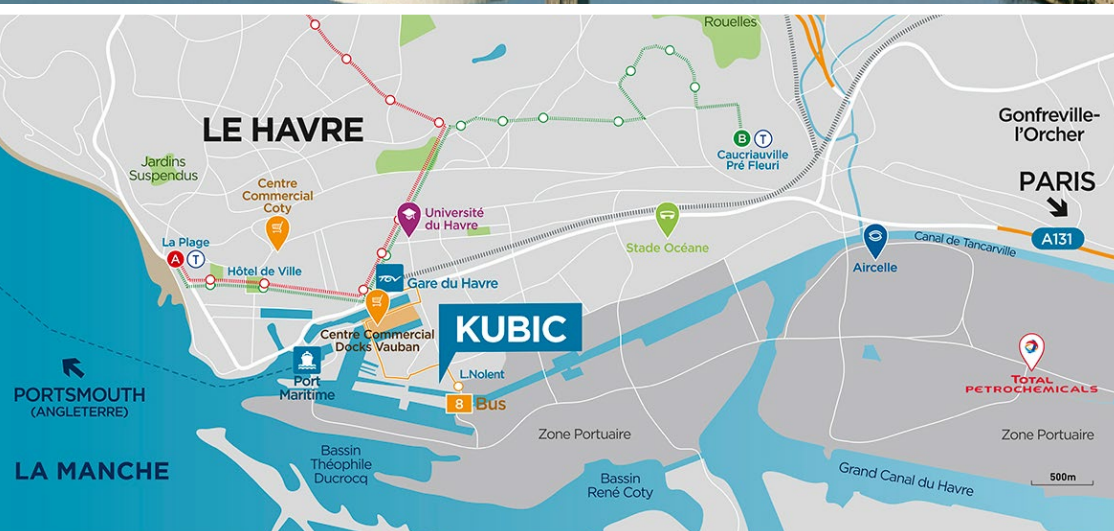 Rouelles
LE HAVRE
Gonfreville-
l'Orcher
Jardins
Suspendus
B T
Caucriauville
Pré Fleuri
PARIS
Centre
Commercial
Coty
Université
du Havre
A131
La Plage
A T
Hôtel de Ville
Stade Océane
Canal de Tancarville
Aircelle
TGV Gare du Havre
KUBIC
Centre Commercial
Docks Vauban
L.Nolent
Port
Maritime
8 Bus
PORTSMOUTH
(ANGLETERRE)
TOTAL
PETROCHEMICALS
Zone Portuaire
Zone Portuaire
LA MANCHE
Bassin
Théophile
Ducrocq
Bassin
René Coty
Grand Canal du Havre
500m